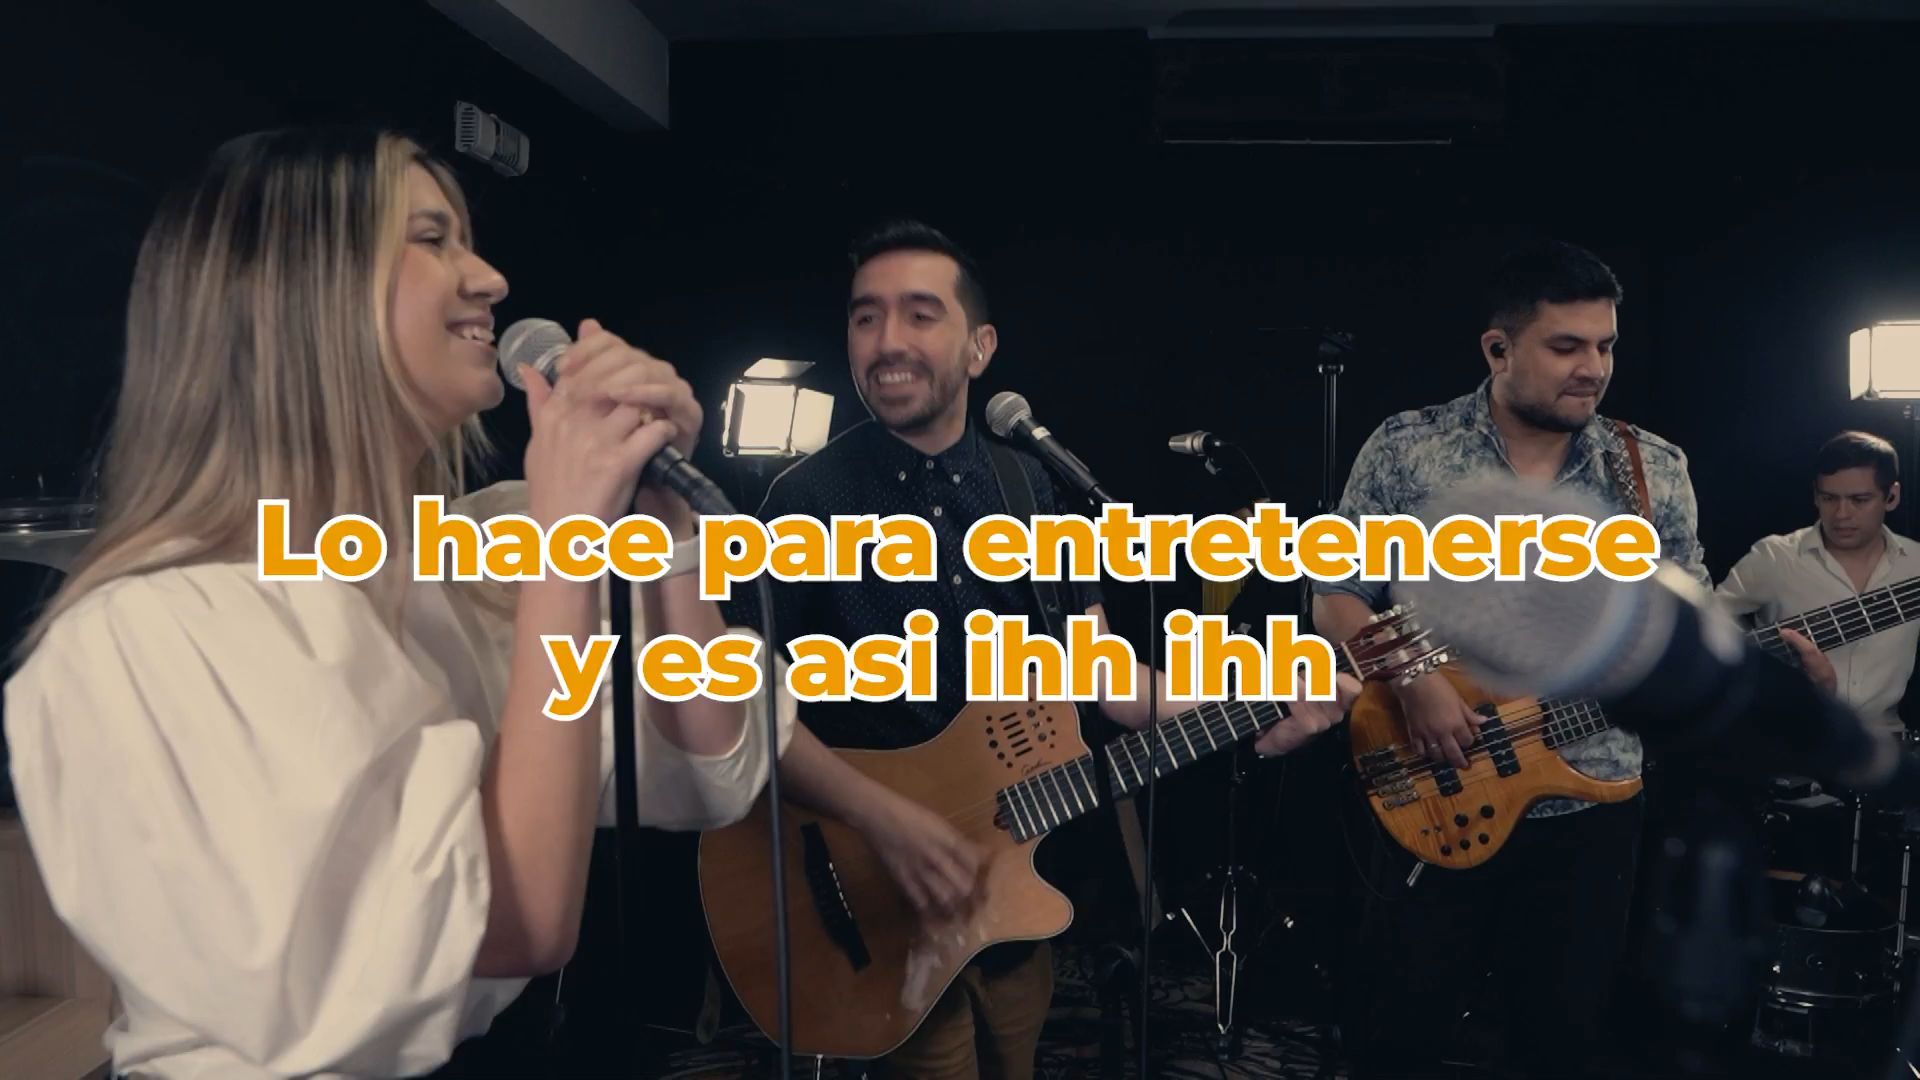 Lo hace para entretenerse
y es asi ihh ihh